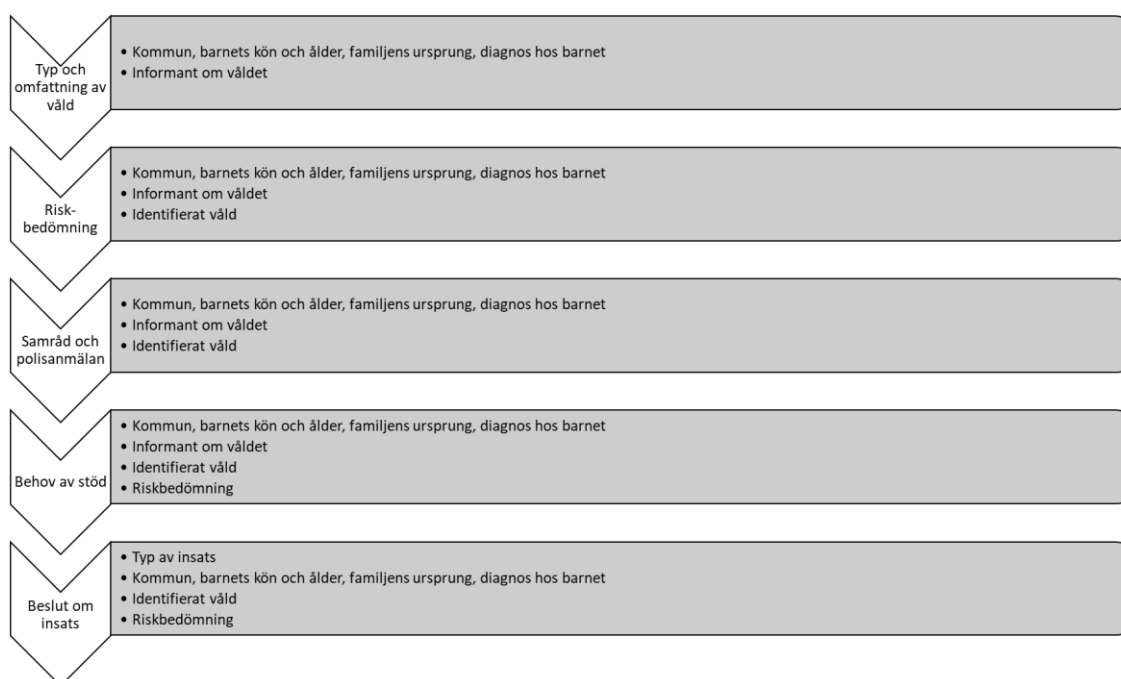 Typ och
omfattning av
våld
• Kommun, barnets kön och ålder, familjens ursprung, diagnos hos barnet
• Informant om våldet
Risk-
bedömning
• Kommun, barnets kön och ålder, familjens ursprung, diagnos hos barnet
• Informant om våldet
• Identifierat våld
Samråd och
polisanmälan
• Kommun, barnets kön och ålder, familjens ursprung, diagnos hos barnet
• Informant om våldet
• Identifierat våld
Behov av stöd
• Kommun, barnets kön och ålder, familjens ursprung, diagnos hos barnet
• Informant om våldet
• Identifierat våld
• Riskbedömning
Beslut om
insats
• Typ av insats
• Kommun, barnets kön och ålder, familjens ursprung, diagnos hos barnet
• Identifierat våld
• Riskbedömning